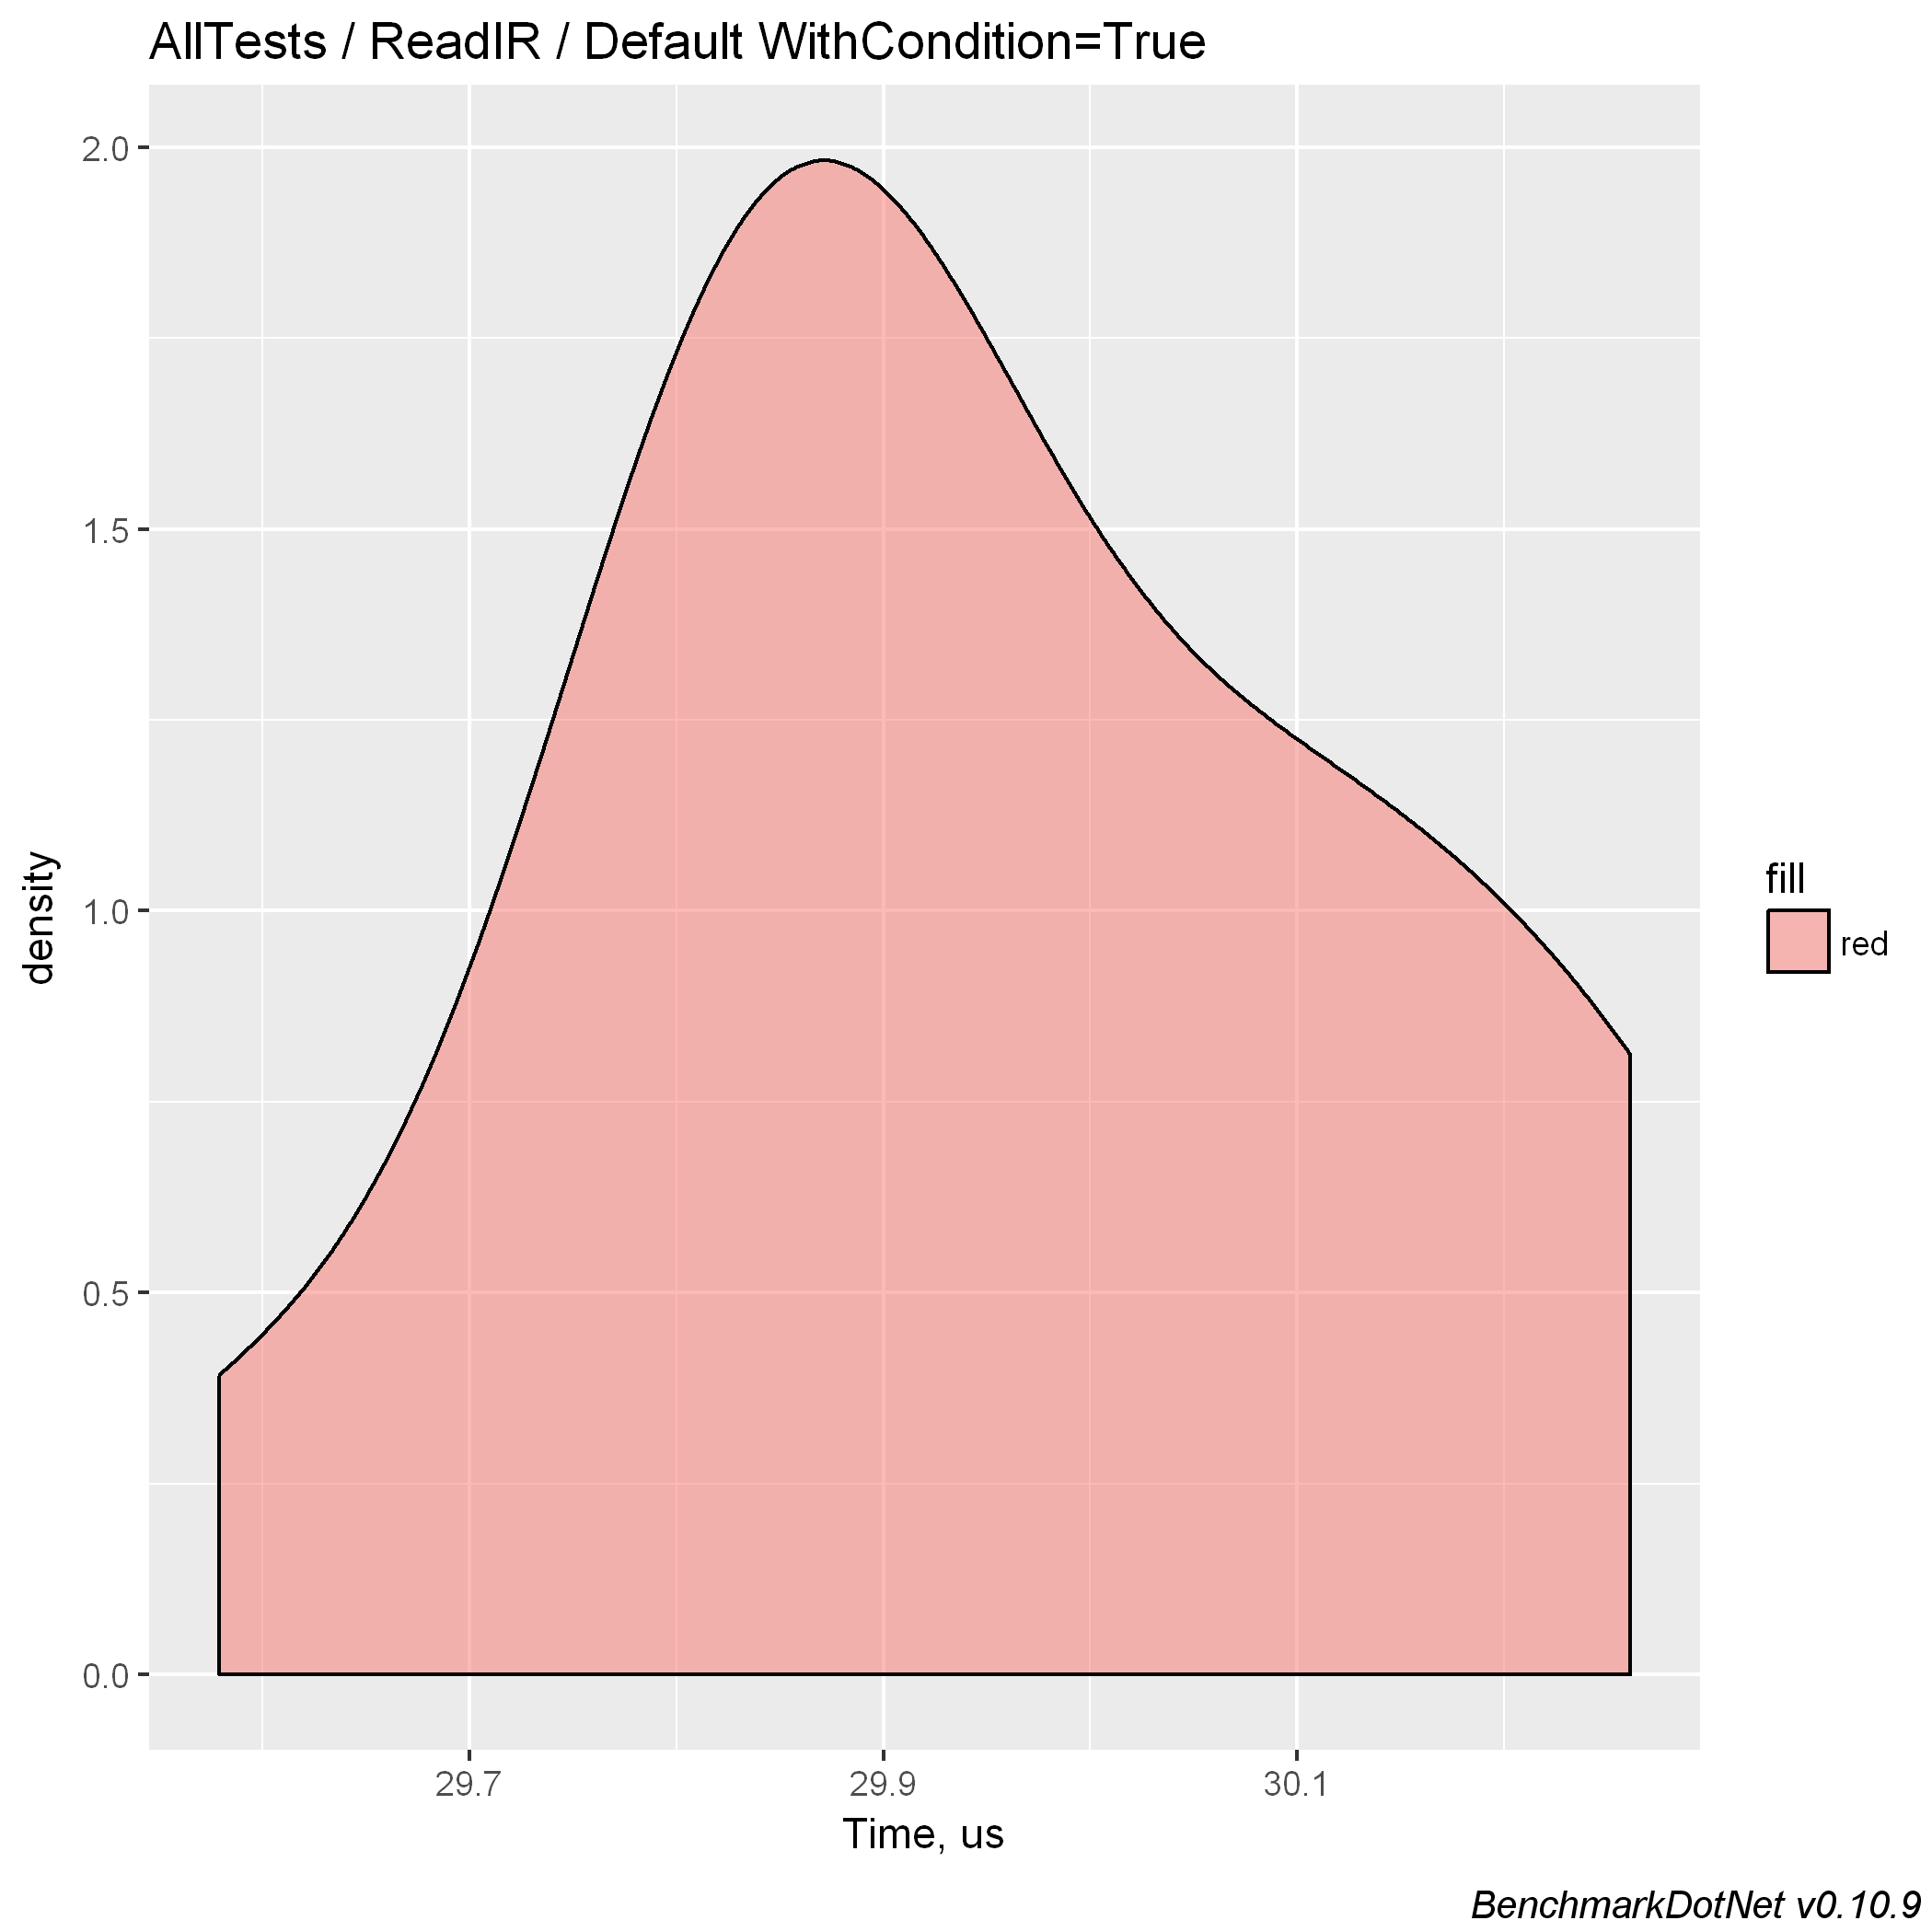 AllTests / ReadIR / Default WithCondition=True
2.0
1.5
1.0
0.5
0.0
density
29.7
29.9
30.1
Time, us
fill
red
BenchmarkDotNet v0.10.9